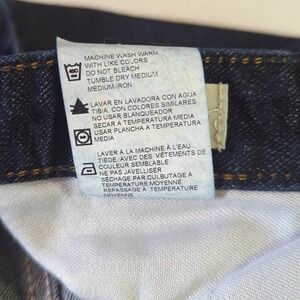 MACHINE WASH WARM
WITH LIKE COLORS
DO NOT BLEACH
TUMBLE DRY MEDIUM
MEDIUM IRON
LAVAR EN LAVADORA CON AGUA
TIBIA. CON COLORES SIMILARES
NO USAR BLANQUEADOR
SECAR A TEMPERATURA MEDIA
USAR PLANCHA A TEMPERATURA
MEDIA
LAVER À LA MACHINE À L'EAU
TIÈDE. AVEC DES VÊTEMENTS DE
COULEUR SEMBLABLE
NE PAS JAVELLISER
SÉCHAGE PAR CULBUTAGE À
TEMPÉRATURE MOYENNE
REPASSAGE À TEMPÉRATURE
MOYENNE